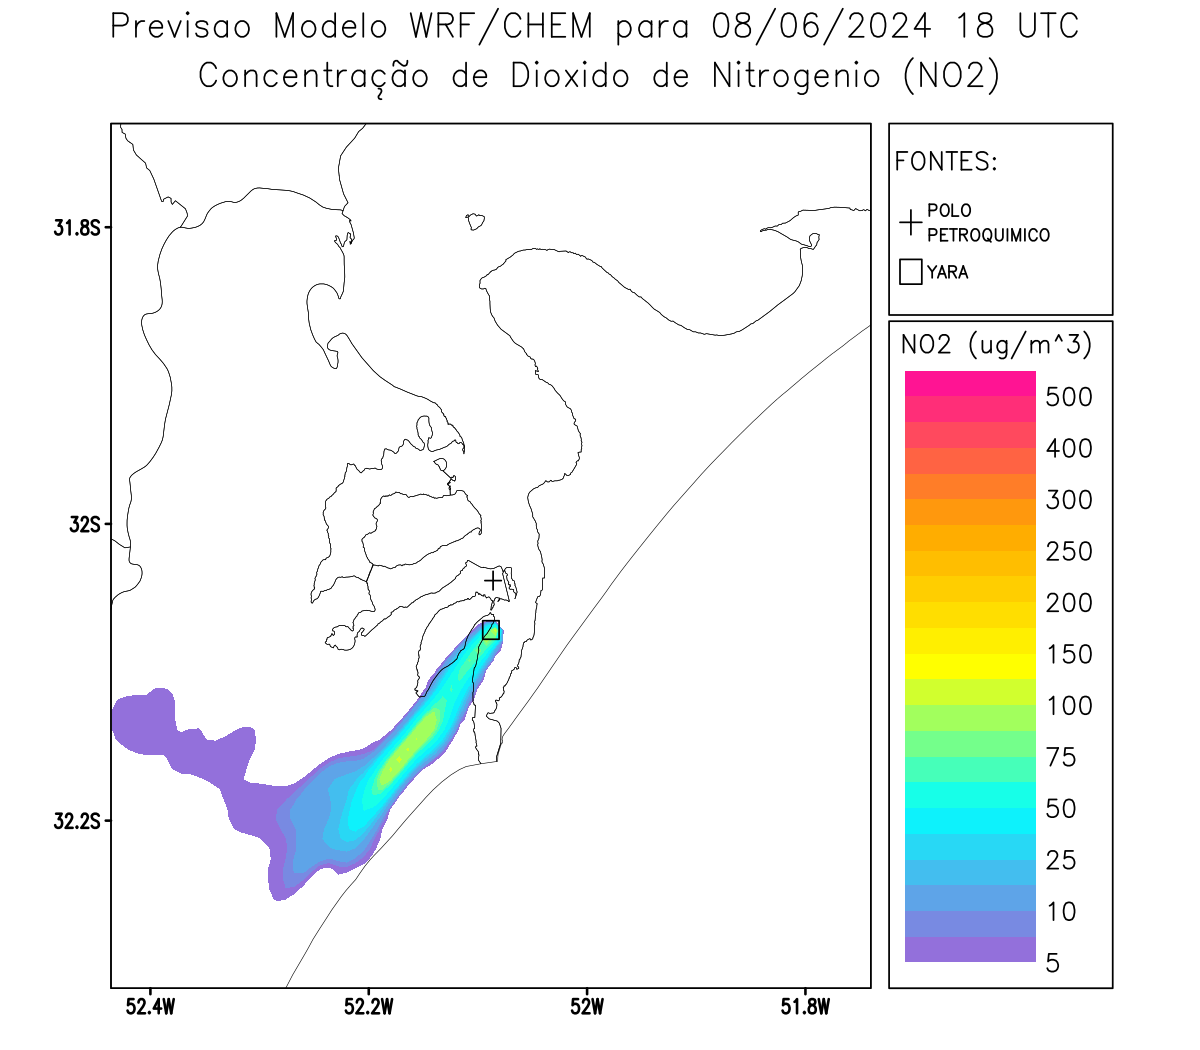 Previsao Modelo WRF/CHEM para 08/06/2024 18 UTC
Concentração de Dioxido de Nitrogenio (NO2)
FONTES:
POLO
PETROQUIMICO
YARA
NO2 (ug/m^3)
500
400
300
250
200
150
100
75
50
25
10
5
31.8S
32S
32.2S
52.4W
52.2W
52W
51.8W